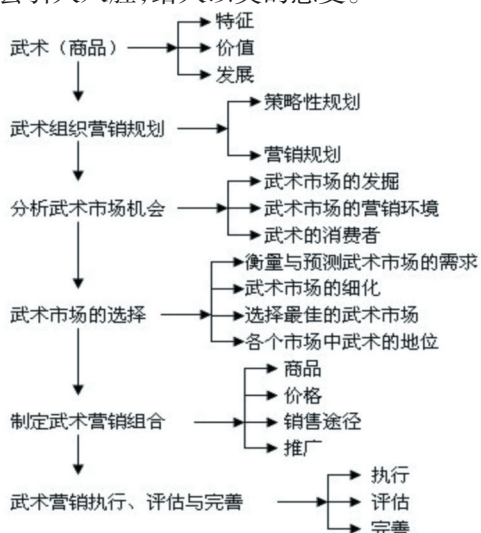 特征
武术（商品）
价值
发展
策略性规划
武术组织营销规划
营销规划
武术市场的发掘
分析武术市场机会
武术市场的营销环境
武术的消费者
衡量与预测武术市场的需求
武术市场的细化
武术市场的选择
选择最佳的武术市场
各个市场中武术的地位
商品
价格
制定武术营销组合
销售途径
推广
执行
武术营销执行、评估与完善
评估
完善